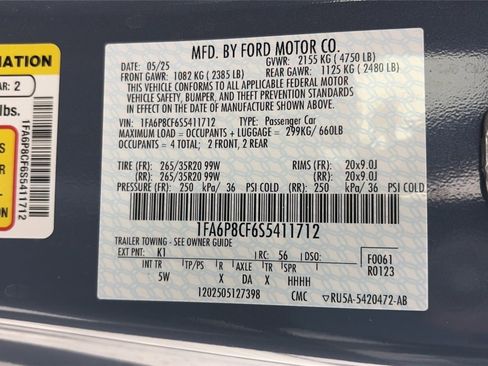 MFD. BY FORD MOTOR CO.
DATE: 05/25 GVWR: 2155 KG ( 4750 LB)
FRONT GAWR: 1082 KG ( 2385 LB) REAR GAWR: 1125 KG ( 2480 LB)
THIS VEHICLE CONFORMS TO ALL APPLICABLE FEDERAL MOTOR
VEHICLE SAFETY, BUMPER, AND THEFT PREVENTION STANDARDS
IN EFFECT ON THE DATE OF MANUFACTURE SHOWN ABOVE.
VIN: 1FA6P8CF6S5411712 TYPE: Passenger Car
MAXIMUM LOAD = OCCUPANTS + LUGGAGE = 299KG/ 660LB
OCCUPANTS: 4 TOTAL; 2 FRONT, 2 REAR
TIRE (FR): 265/35R20 99W RIMS (FR): 20x9.0J
(RR): 265/35R20 99W (RR): 20x9.0J
PRESSURE (FR): 250 kPa/ 36 PSI COLD (RR): 250 kPa/ 36 PSI COLD
1FA6P8CF6S5411712
TRAILER TOWING - SEE OWNER GUIDE
EXT PNT: K1 RC: 56 DSO: F0061
INT TR TP/PS R AXLE TR SPR R0123
5W X DA X HHHH
1202505127398 CMC RU5A-5420472-AB
MATION
AR: 2
lbs.
1FA6P8CF6S5411712